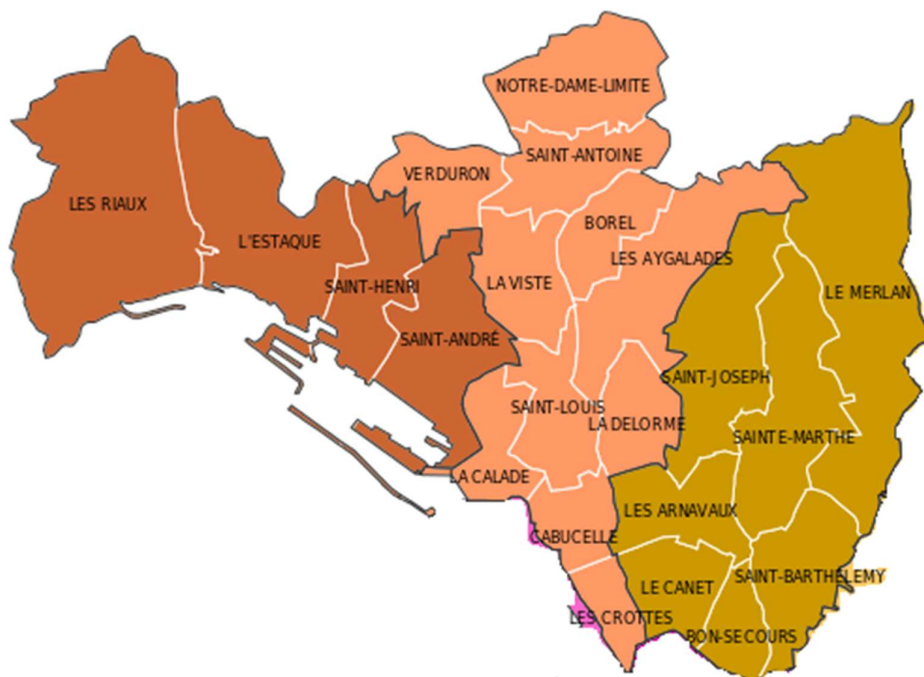 NOTRE-DAME-LIMITE
SAINT-ANTOINE
VERDURON
LES RIAUX
BOREL
L'ESTAQUE
LES AYGALADES
LA VISTE
SAINT-HENRI
LE MERLAN
SAINT-ANDRÉ
SAINT-JOSEPH
SAINT-LOUIS
LA DELORME
SAINTE-MARTHE
LA CALADE
LES ARNAVAUX
CABUCELLE
SAINT-BARTHÉLEMY
LE CANET
LES CROTTES
BON-SECOURS